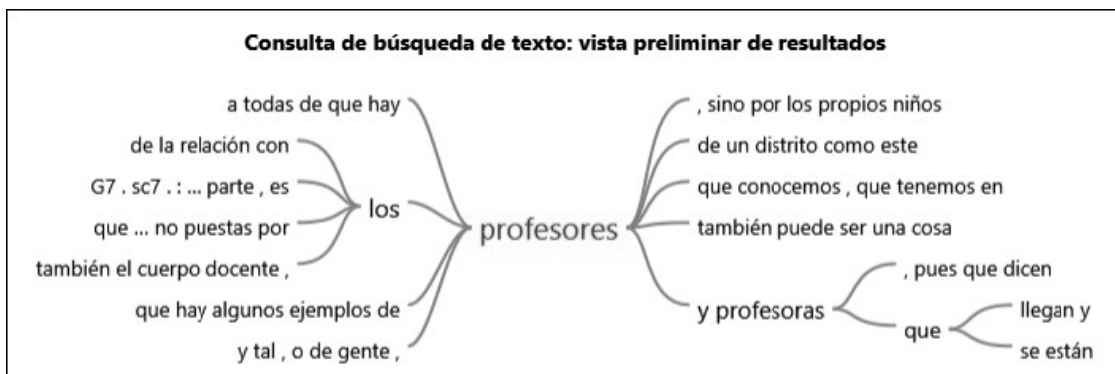 Consulta de búsqueda de texto: vista preliminar de resultados
a todas de que hay
de la relación con
G7 . sc7 . : ... parte , es
que ... no puestas por
también el cuerpo docente ,
los
que hay algunos ejemplos de
y tal , o de gente ,
profesores
, sino por los propios niños
de un distrito como este
que conocemos , que tenemos en
también puede ser una cosa
y profesoras
, pues que dicen
que
llegan y
se están